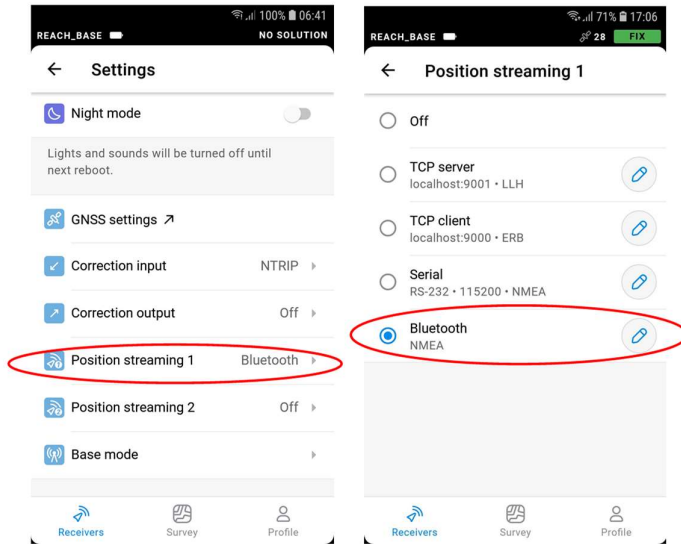 100% 06:41
REACH_BASE NO SOLUTION
Settings
Night mode
Lights and sounds will be turned off until
next reboot.
GNSS settings
Correction input NTRIP
Correction output Off
Position streaming 1 Bluetooth
Position streaming 2 Off
Base mode
Receivers Survey Profile
71% 17:06
REACH_BASE 28 FIX
Position streaming 1
Off
TCP server
localhost:9001 • LLH
TCP client
localhost:9000 • ERB
Serial
RS-232 • 115200 • NMEA
Bluetooth
NMEA
Receivers Survey Profile